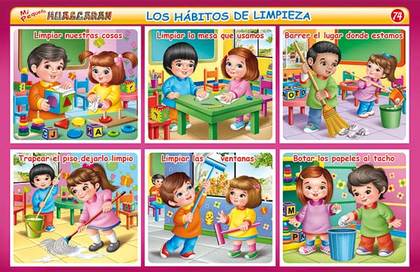 Mi Pequeño HUASCARAN
LOS HÁBITOS DE LIMPIEZA
74
Limpiar nuestras cosas
Limpiar la mesa que usamos
Barrer el lugar donde estamos
Trapear el piso dejarlo limpio
Limpiar las ventanas
Botar los papeles al tacho